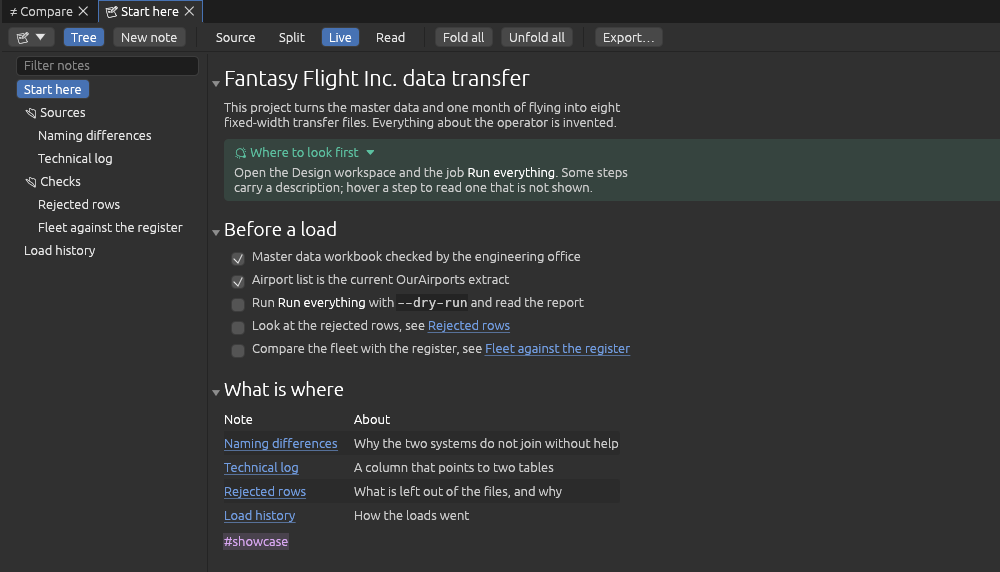 ≠ Compare
Start here
Tree
New note
Source
Split
Live
Read
Fold all
Unfold all
Export…
Filter notes
Start here
Sources
Naming differences
Technical log
Checks
Rejected rows
Fleet against the register
Load history
Fantasy Flight Inc. data transfer
This project turns the master data and one month of flying into eight
fixed-width transfer files. Everything about the operator is invented.
Where to look first
Open the Design workspace and the job Run everything. Some steps
carry a description; hover a step to read one that is not shown.
Before a load
Master data workbook checked by the engineering office
Airport list is the current OurAirports extract
Run Run everything with --dry-run and read the report
Look at the rejected rows, see Rejected rows
Compare the fleet with the register, see Fleet against the register
What is where
Note About
Naming differences Why the two systems do not join without help
Technical log A column that points to two tables
Rejected rows What is left out of the files, and why
Load history How the loads went
#showcase